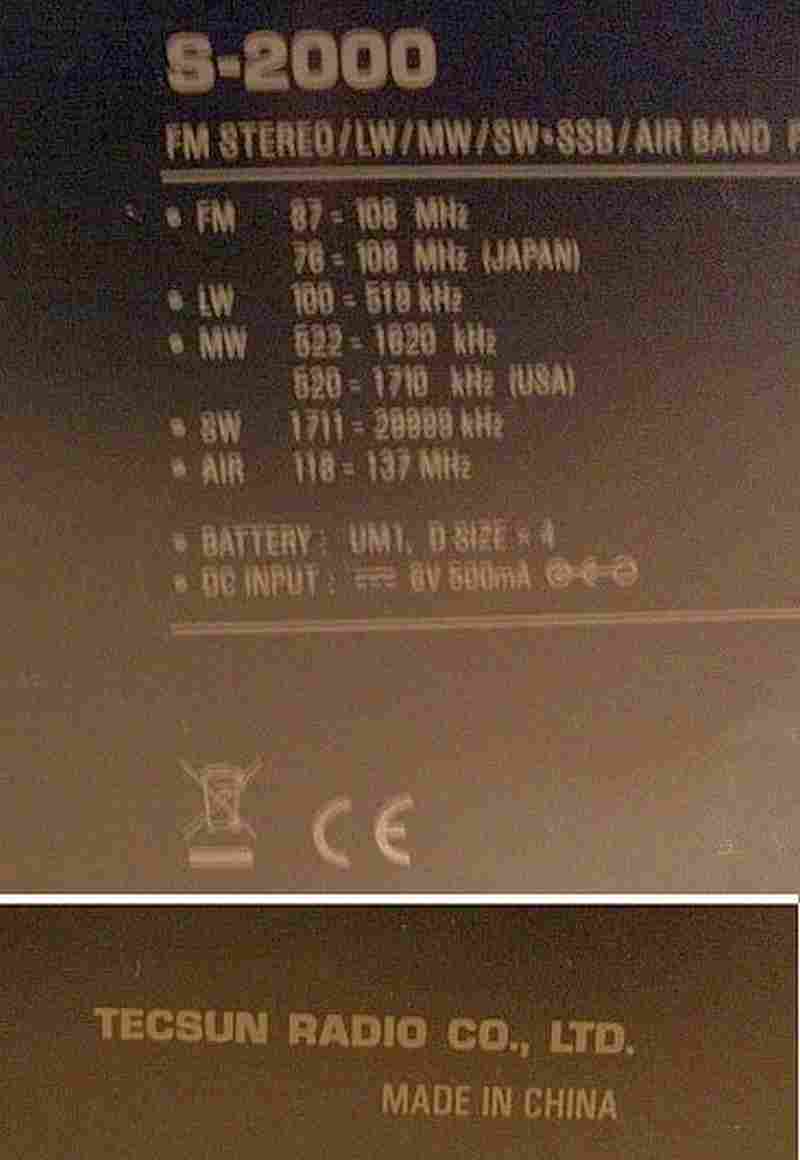 S-2000
FM STEREO/LW/MW/SW•SSB/AIR BAND
• FM 87 - 108 MHz
76 - 108 MHz (JAPAN)
• LW 100 - 519 kHz
• MW 522 - 1620 kHz
520 - 1710 kHz (USA)
• SW 1711 - 29999 kHz
• AIR 118 - 137 MHz
• BATTERY : UM1, D SIZE × 4
• DC INPUT : 6V 500mA
CE
TECSUN RADIO CO., LTD.
MADE IN CHINA